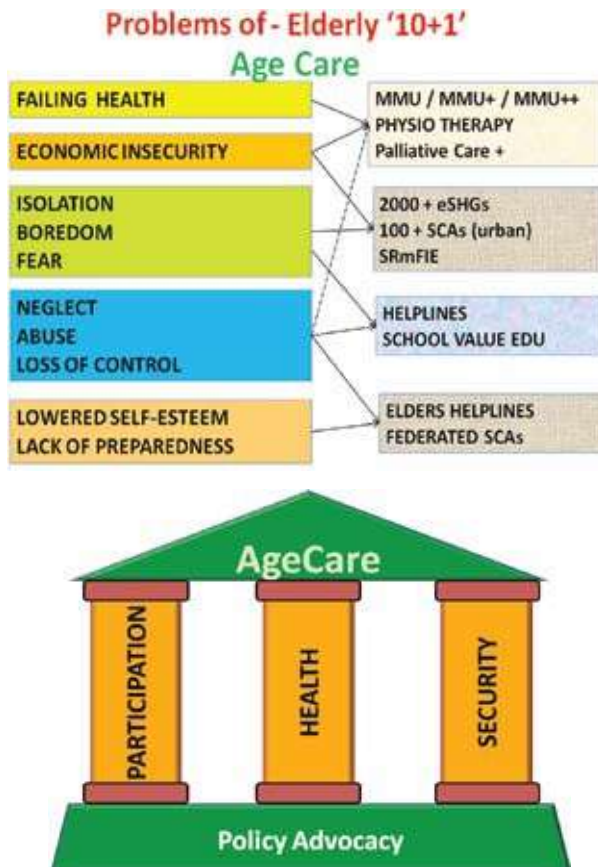 Problems of - Elderly '10+1'
Age Care
FAILING HEALTH
ECONOMIC INSECURITY
ISOLATION
BOREDOM
FEAR
NEGLECT
ABUSE
LOSS OF CONTROL
LOWERED SELF-ESTEEM
LACK OF PREPAREDNESS
MMU / MMU+ / MMU++
PHYSIO THERAPY
Palliative Care +
2000 + eSHGs
100 + SCAs (urban)
SRmFIE
HELPLINES
SCHOOL VALUE EDU
ELDERS HELPLINES
FEDERATED SCAs
AgeCare
PARTICIPATION
HEALTH
SECURITY
Policy Advocacy